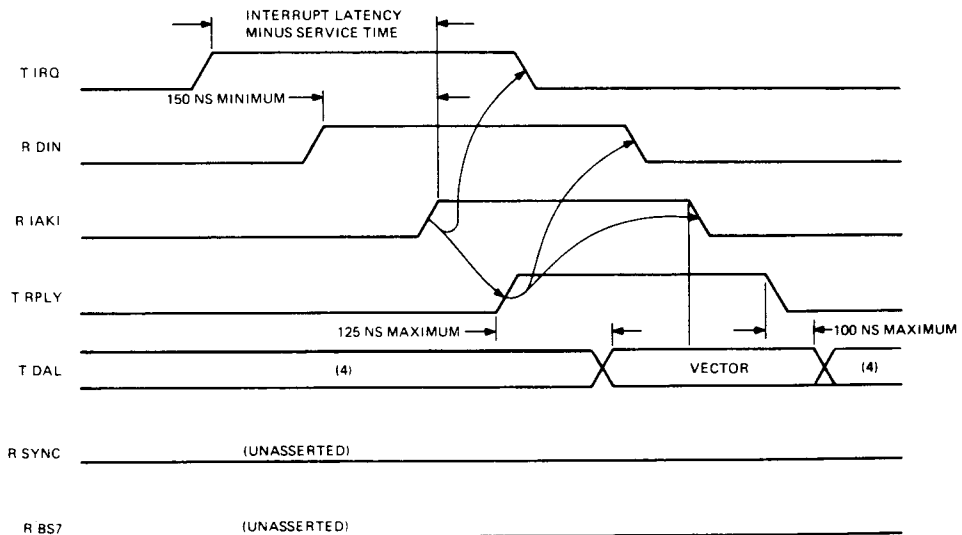 INTERRUPT LATENCY
MINUS SERVICE TIME
T IRQ
150 NS MINIMUM
R DIN
R IAKI
T RPLY
125 NS MAXIMUM
100 NS MAXIMUM
T DAL
(4)
VECTOR
(4)
R SYNC
(UNASSERTED)
R BS7
(UNASSERTED)